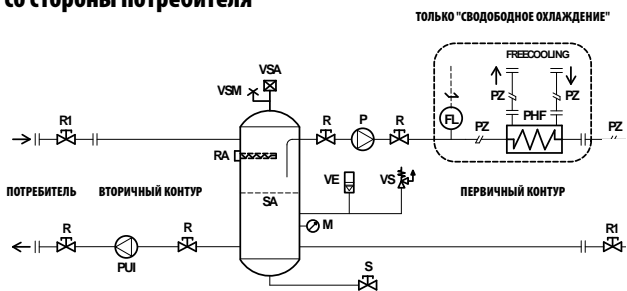 со стороны потребителя
ТОЛЬКО "СВОДОБОДНОЕ ОХЛАЖДЕНИЕ"
FREECOOLING
VSA
VSM
PZ
PZ
R1
R
P
R
FL
PZ
PHF
PZ
RA
ПОТРЕБИТЕЛЬ
ВТОРИЧНЫЙ КОНТУР
SA
VE
VS
ПЕРВИЧНЫЙ КОНТУР
M
R
PUI
R
R1
S